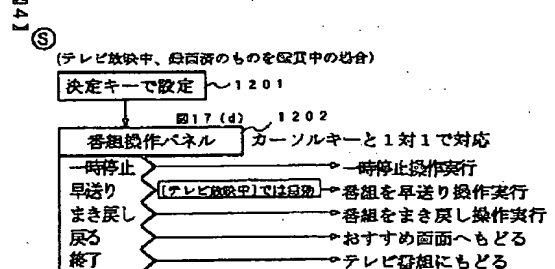 4】
Ⓢ
(テレビ放映中、録画済のものを設定中の場合)
決定キーで設定 1201
図17(d) 1202
番組操作パネル カーソルキーと1対1で対応
一時停止 一時停止操作実行
早送り [テレビ放映中]では無効 番組を早送り操作実行
まき戻し 番組をまき戻し操作実行
戻る おすすめ画面へもどる
終了 テレビ番組にもどる